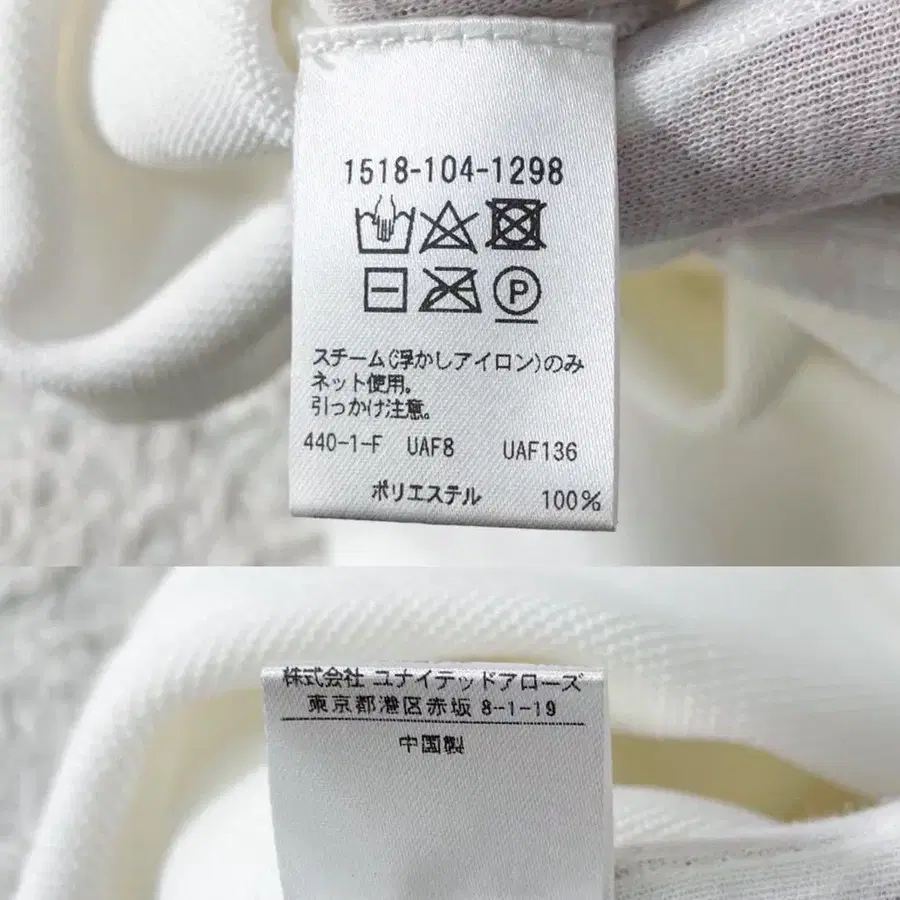 1518-104-1298
P
スチーム(浮かしアイロン)のみ
ネット使用。
引っかけ注意。
440-1-F UAF8 UAF136
ポリエステル 100%
株式会社 ユナイテッドアローズ
東京都港区赤坂 8-1-19
中国製